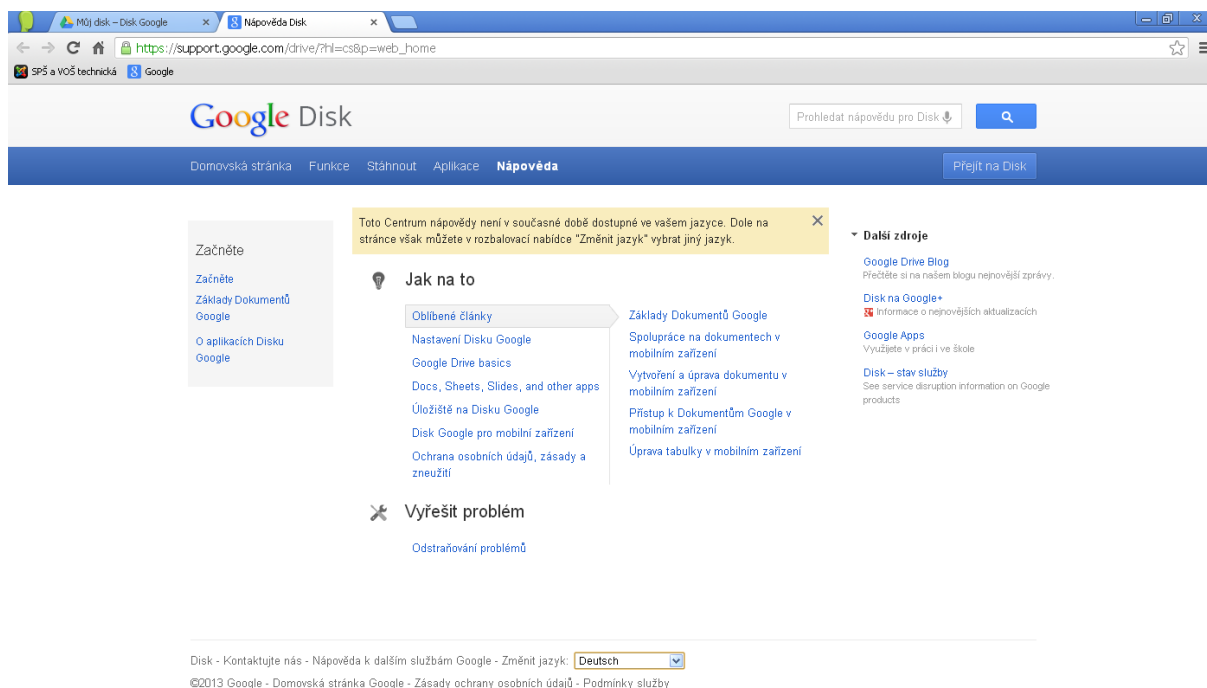 Můj disk – Disk Google
Nápověda Disk
https://support.google.com/drive/?hl=cs&p=web_home
SPŠ a VOŠ technická
Google
Google Disk
Prohledat nápovědu pro Disk
Domovská stránka Funkce Stáhnout Aplikace Nápověda
Přejít na Disk
Začněte
Začněte
Základy Dokumentů
Google
O aplikacích Disku
Google
Toto Centrum nápovědy není v současné době dostupné ve vašem jazyce. Dole na
stránce však můžete v rozbalovací nabídce "Změnit jazyk" vybrat jiný jazyk.
Jak na to
Oblíbené články
Nastavení Disku Google
Google Drive basics
Docs, Sheets, Slides, and other apps
Úložiště na Disku Google
Disk Google pro mobilní zařízení
Ochrana osobních údajů, zásady a
zneužití
Základy Dokumentů Google
Spolupráce na dokumentech v
mobilním zařízení
Vytvoření a úprava dokumentu v
mobilním zařízení
Přístup k Dokumentům Google v
mobilním zařízení
Úprava tabulky v mobilním zařízení
Vyřešit problém
Odstraňování problémů
Další zdroje
Google Drive Blog
Přečtěte si na našem blogu nejnovější zprávy.
Disk na Google+
Informace o nejnovějších aktualizacích
Google Apps
Využijete v práci i ve škole
Disk – stav služby
See service disruption information on Google
products
Disk - Kontaktujte nás - Nápověda k dalším službám Google - Změnit jazyk: Deutsch
©2013 Google - Domovská stránka Google - Zásady ochrany osobních údajů - Podmínky služby